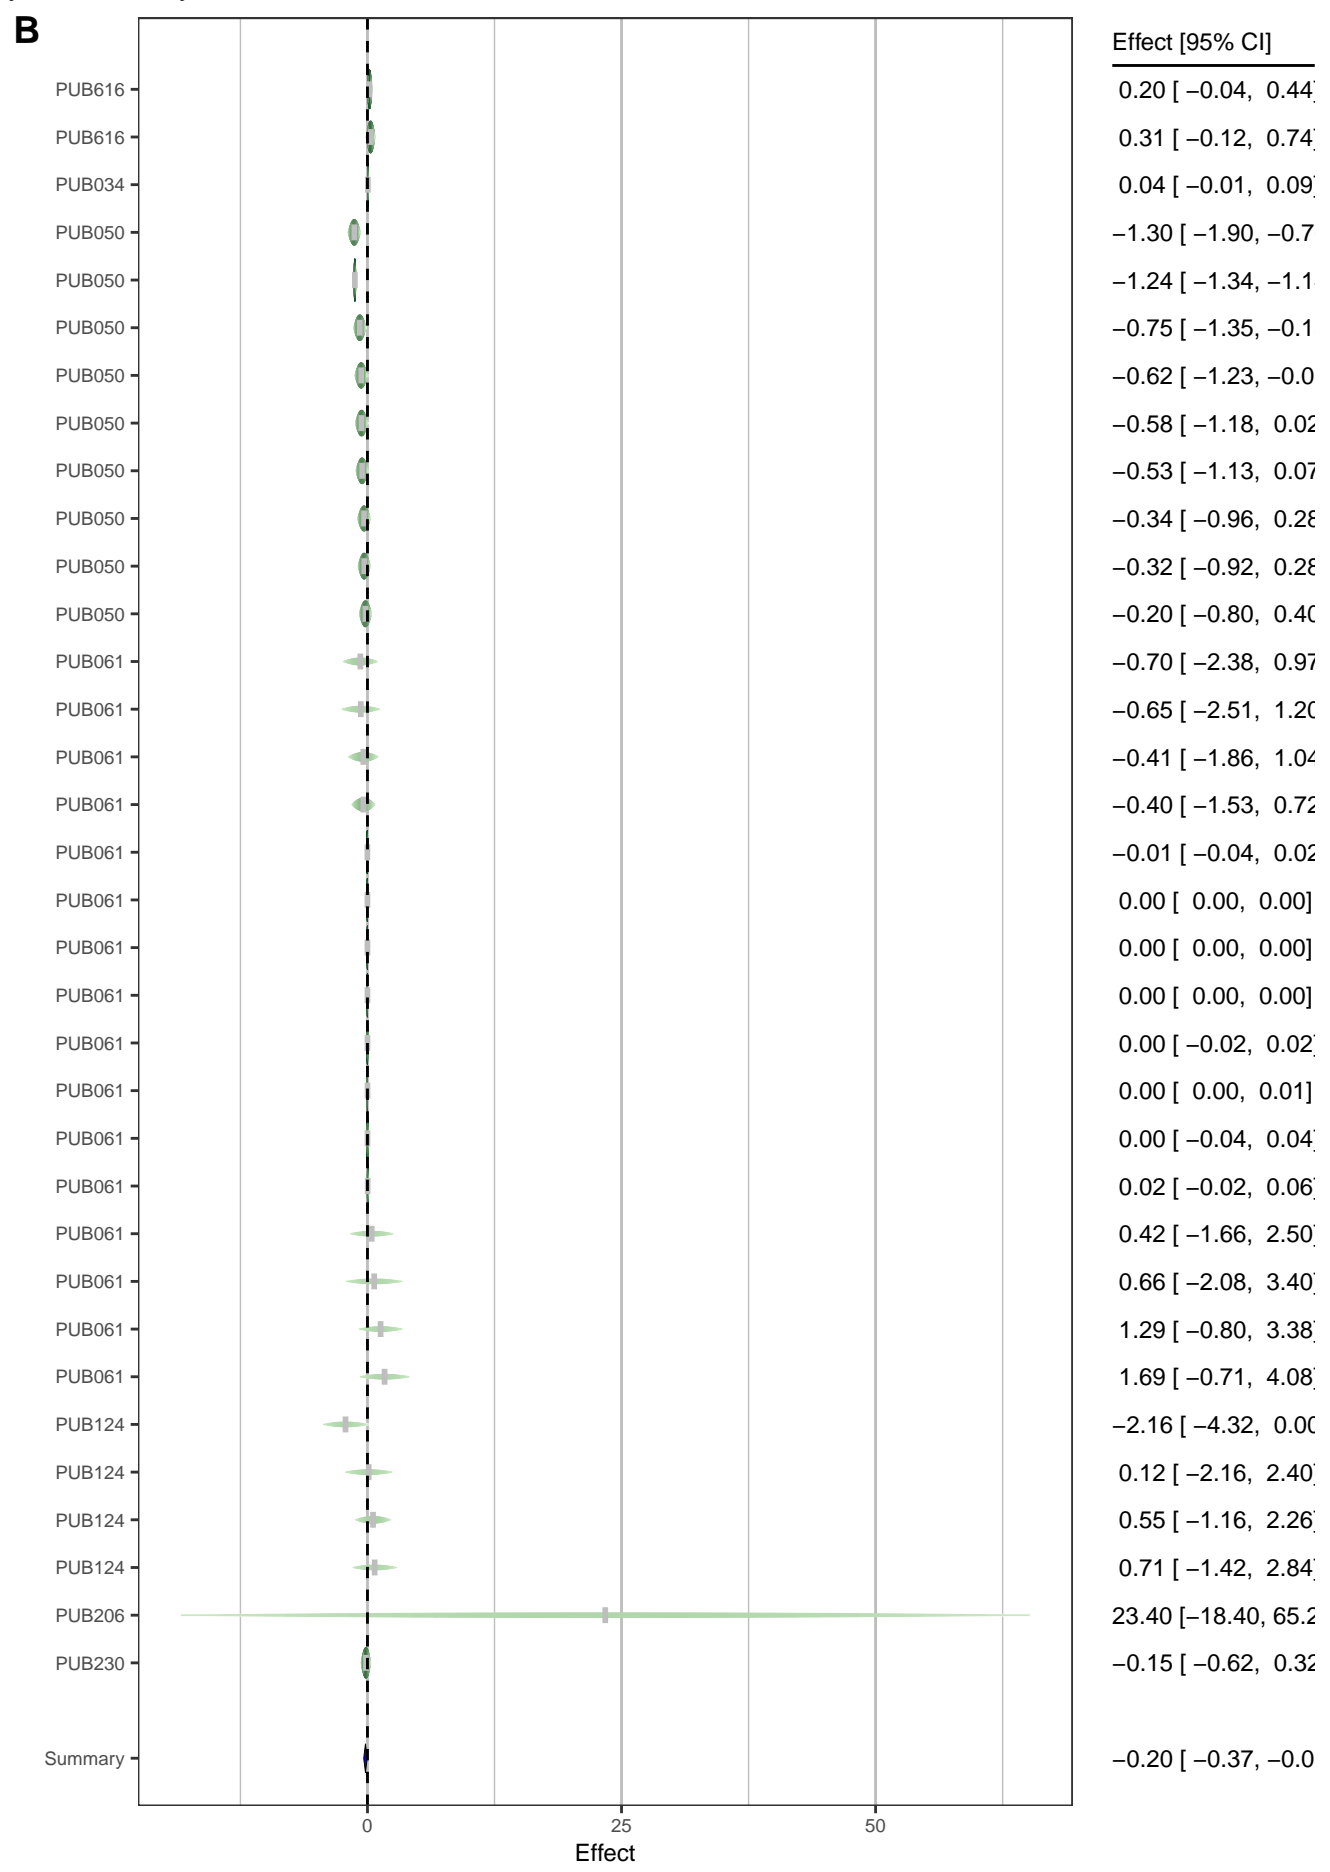 B
Effect [95% CI]
PUB616 0.20 [ −0.04, 0.44]
PUB616 0.31 [ −0.12, 0.74]
PUB034 0.04 [ −0.01, 0.09]
PUB050 −1.30 [ −1.90, −0.7
PUB050 −1.24 [ −1.34, −1.1
PUB050 −0.75 [ −1.35, −0.1
PUB050 −0.62 [ −1.23, −0.0
PUB050 −0.58 [ −1.18, 0.02
PUB050 −0.53 [ −1.13, 0.07
PUB050 −0.34 [ −0.96, 0.28
PUB050 −0.32 [ −0.92, 0.28
PUB050 −0.20 [ −0.80, 0.40
PUB061 −0.70 [ −2.38, 0.97
PUB061 −0.65 [ −2.51, 1.20
PUB061 −0.41 [ −1.86, 1.04
PUB061 −0.40 [ −1.53, 0.72
PUB061 −0.01 [ −0.04, 0.02
PUB061 0.00 [ 0.00, 0.00]
PUB061 0.00 [ 0.00, 0.00]
PUB061 0.00 [ 0.00, 0.00]
PUB061 0.00 [ −0.02, 0.02]
PUB061 0.00 [ 0.00, 0.01]
PUB061 0.00 [ −0.04, 0.04]
PUB061 0.02 [ −0.02, 0.06]
PUB061 0.42 [ −1.66, 2.50]
PUB061 0.66 [ −2.08, 3.40]
PUB061 1.29 [ −0.80, 3.38]
PUB061 1.69 [ −0.71, 4.08]
PUB124 −2.16 [ −4.32, 0.00
PUB124 0.12 [ −2.16, 2.40]
PUB124 0.55 [ −1.16, 2.26]
PUB124 0.71 [ −1.42, 2.84]
PUB206 23.40 [−18.40, 65.2
PUB230 −0.15 [ −0.62, 0.32
Summary −0.20 [ −0.37, −0.0
0 25 50
Effect